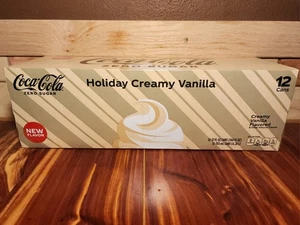 Coca-Cola
ZERO SUGAR
Holiday Creamy Vanilla
12
Cans
NEW
FLAVOR
Creamy
Vanilla
Flavored